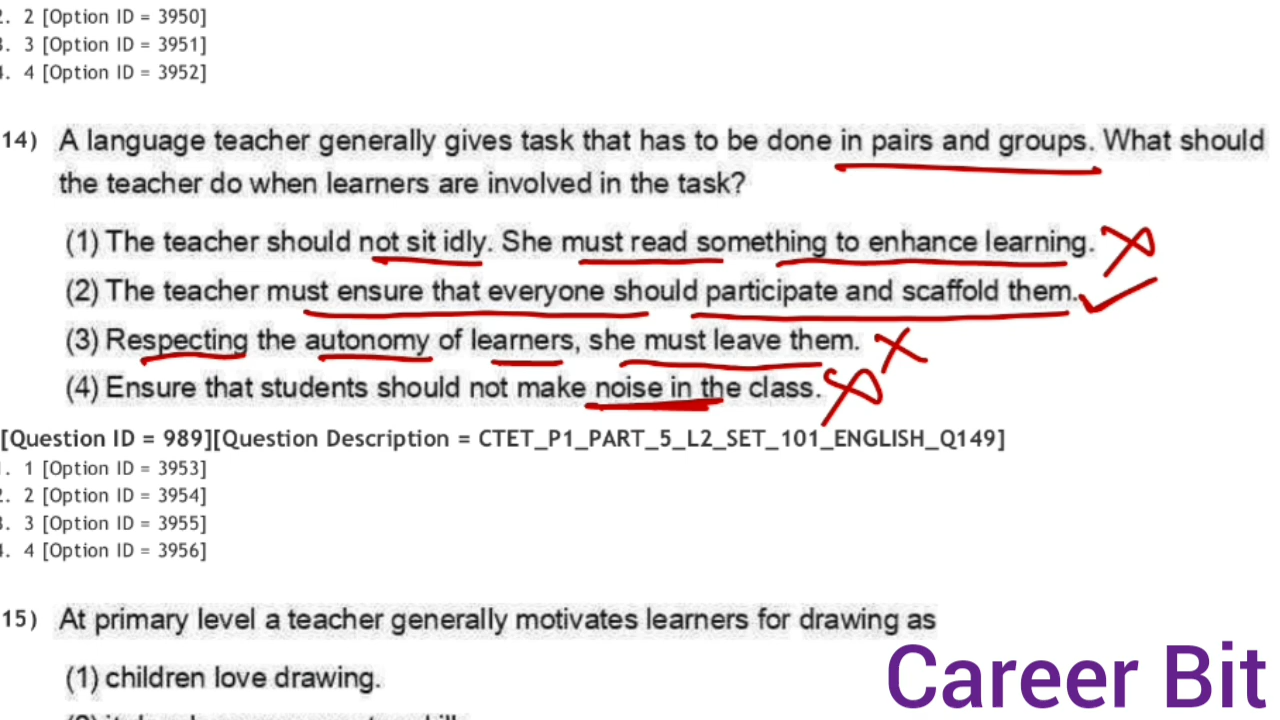 2. 2 [Option ID = 3950]
3. 3 [Option ID = 3951]
4. 4 [Option ID = 3952]
14) A language teacher generally gives task that has to be done in pairs and groups. What should
the teacher do when learners are involved in the task?
(1) The teacher should not sit idly. She must read something to enhance learning.
(2) The teacher must ensure that everyone should participate and scaffold them.
(3) Respecting the autonomy of learners, she must leave them.
(4) Ensure that students should not make noise in the class.
[Question ID = 989][Question Description = CTET_P1_PART_5_L2_SET_101_ENGLISH_Q149]
1. 1 [Option ID = 3953]
2. 2 [Option ID = 3954]
3. 3 [Option ID = 3955]
4. 4 [Option ID = 3956]
15) At primary level a teacher generally motivates learners for drawing as
(1) children love drawing.
Career Bit